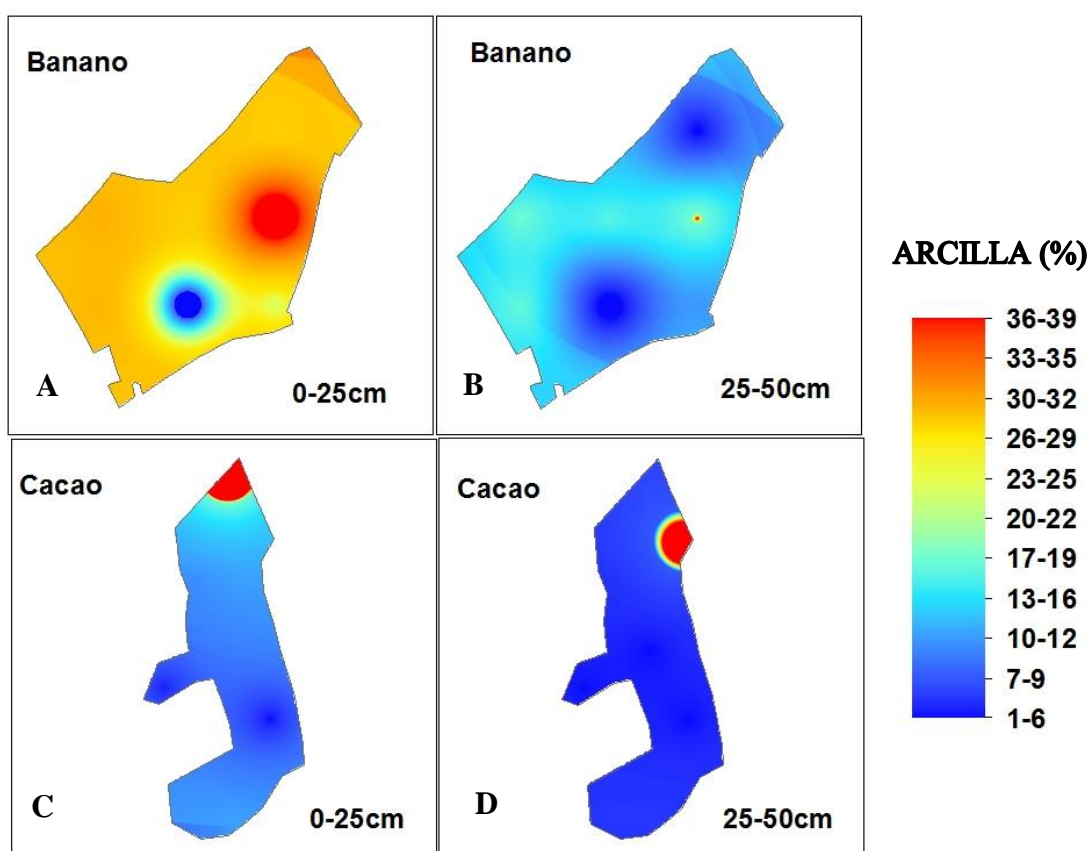 Banano
A
0-25cm
Banano
B
25-50cm
Cacao
C
0-25cm
Cacao
D
25-50cm
ARCILLA (%)
36-39
33-35
30-32
26-29
23-25
20-22
17-19
13-16
10-12
7-9
1-6